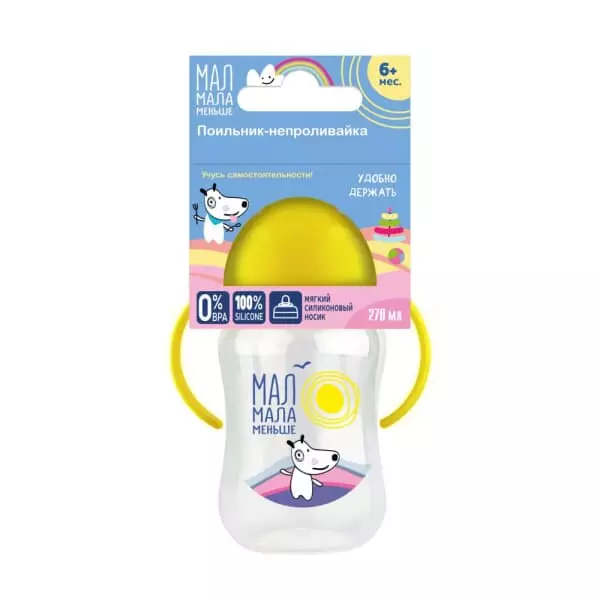 МАЛ
МАЛА
МЕНЬШЕ
6+
мес.
Поильник-непроливайка
Учусь самостоятельности!
УДОБНО
ДЕРЖАТЬ
0%
BPA
100%
SILICONE
МЯГКИЙ
СИЛИКОНОВЫЙ
НОСИК
270 мл
МАЛ
МАЛА
МЕНЬШЕ